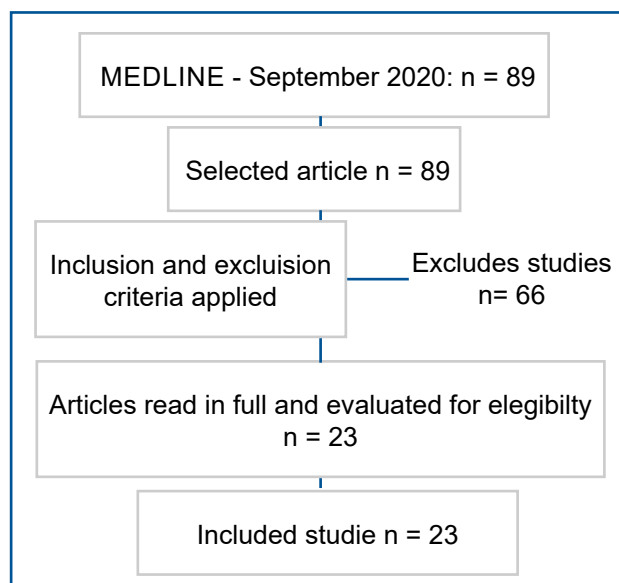 MEDLINE - September 2020: n = 89
Selected article n = 89
Inclusion and excluision
criteria applied
Excludes studies
n= 66
Articles read in full and evaluated for elegibilty
n = 23
Included studie n = 23